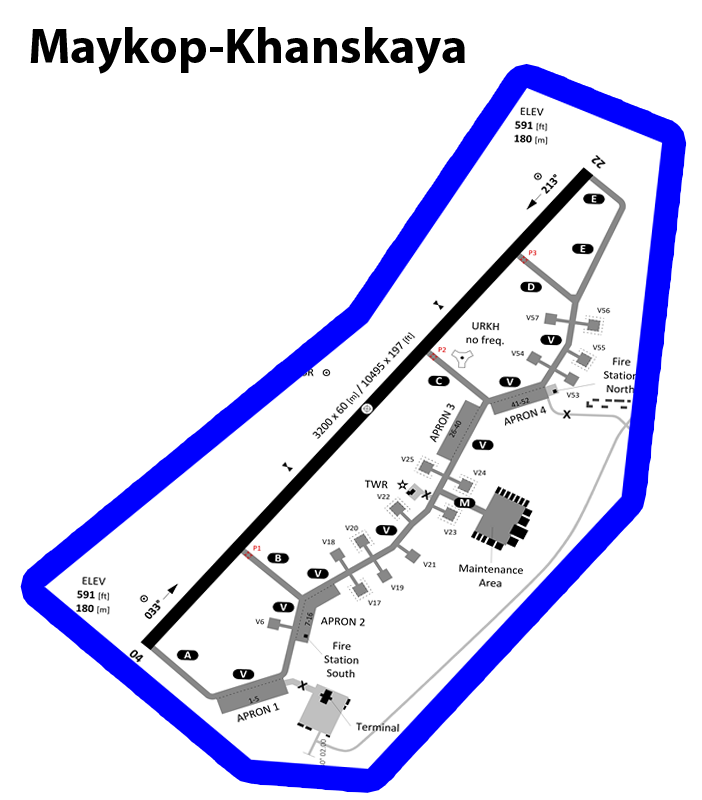 Maykop-Khanskaya
ELEV
591 [ft]
180 [m]
22
213°
E
E
P3
D
V57
V56
URKH
no freq.
V
V55
P2
V54
Fire
Station
North
C
V
V53
3200 x 60 [m] / 10495 x 197 [ft]
41-52
APRON 4
X
APRON 3
26-40
V
V25
V24
TWR
X
V22
M
V23
V20
V
V18
V21
P1
B
V
Maintenance
Area
V19
V17
ELEV
591 [ft]
180 [m]
033°
V
V6
7-16
APRON 2
04
A
Fire
Station
South
V
X
1-5
APRON 1
Terminal